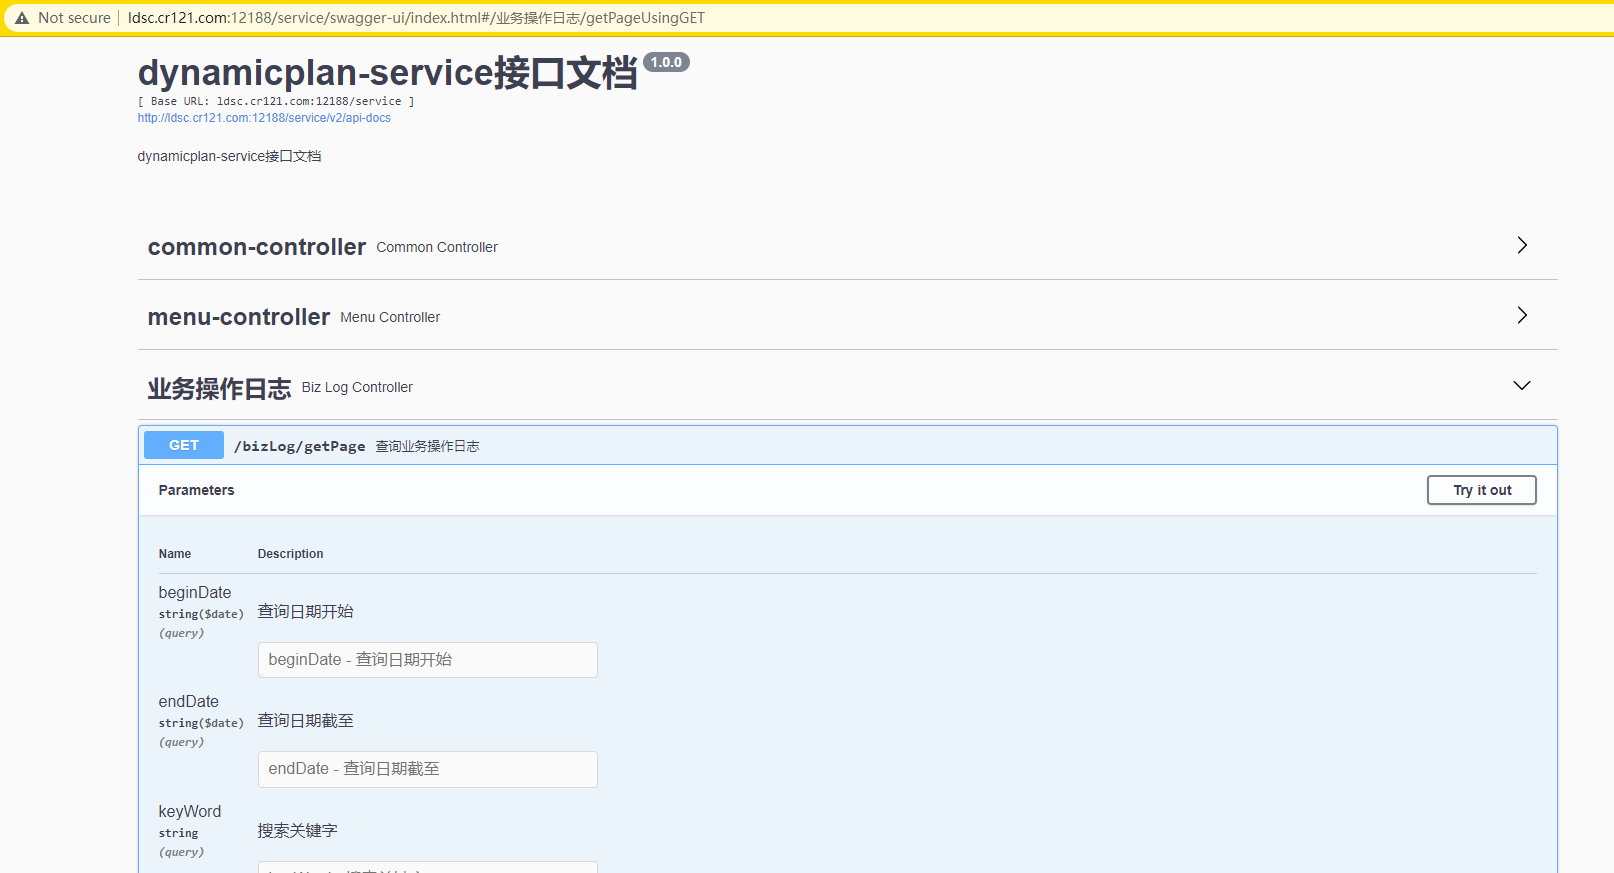 Not secure ldsc.cr121.com:12188/service/swagger-ui/index.html#/业务操作日志/getPageUsingGET
dynamicplan-service接口文档 1.0.0
[ Base URL: ldsc.cr121.com:12188/service ]
http://ldsc.cr121.com:12188/service/v2/api-docs
dynamicplan-service接口文档
common-controller Common Controller
menu-controller Menu Controller
业务操作日志 Biz Log Controller
GET /bizLog/getPage 查询业务操作日志
Parameters Try it out
Name Description
beginDate
string($date) 查询日期开始
(query)
beginDate - 查询日期开始
endDate
string($date) 查询日期截至
(query)
endDate - 查询日期截至
keyWord
string 搜索关键字
(query)